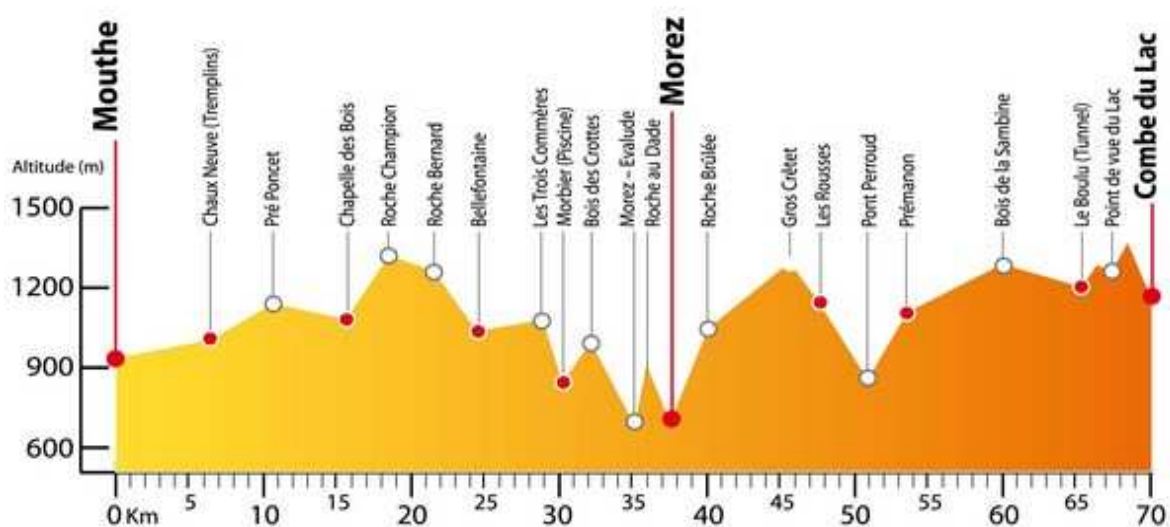 Mouthe
Chaux Neuve (Tremplins)
Pré Poncet
Chapelle des Bois
Roche Champion
Roche Bernard
Bellefontaine
Les Trois Commères
Morbier (Piscine)
Bois des Crottes
Morez – Evalude
Roche au Dade
Morez
Roche Brûlée
Gros Crêtet
Les Rousses
Pont Perroud
Prémanon
Bois de la Sambine
Le Boulu (Tunnel)
Point de vue du Lac
Combe du Lac
Altitude (m)
1500
1200
900
600
0 Km 5 10 15 20 25 30 35 40 45 50 55 60 65 70